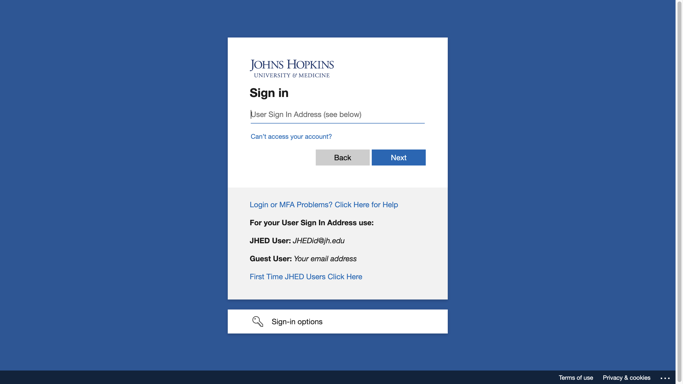 JOHNS HOPKINS
UNIVERSITY & MEDICINE
Sign in
User Sign In Address (see below)
Can't access your account?
Back
Next
Login or MFA Problems? Click Here for Help
For your User Sign In Address use:
JHED User: JHEDid@jh.edu
Guest User: Your email address
First Time JHED Users Click Here
Sign-in options
Terms of use
Privacy & cookies
...